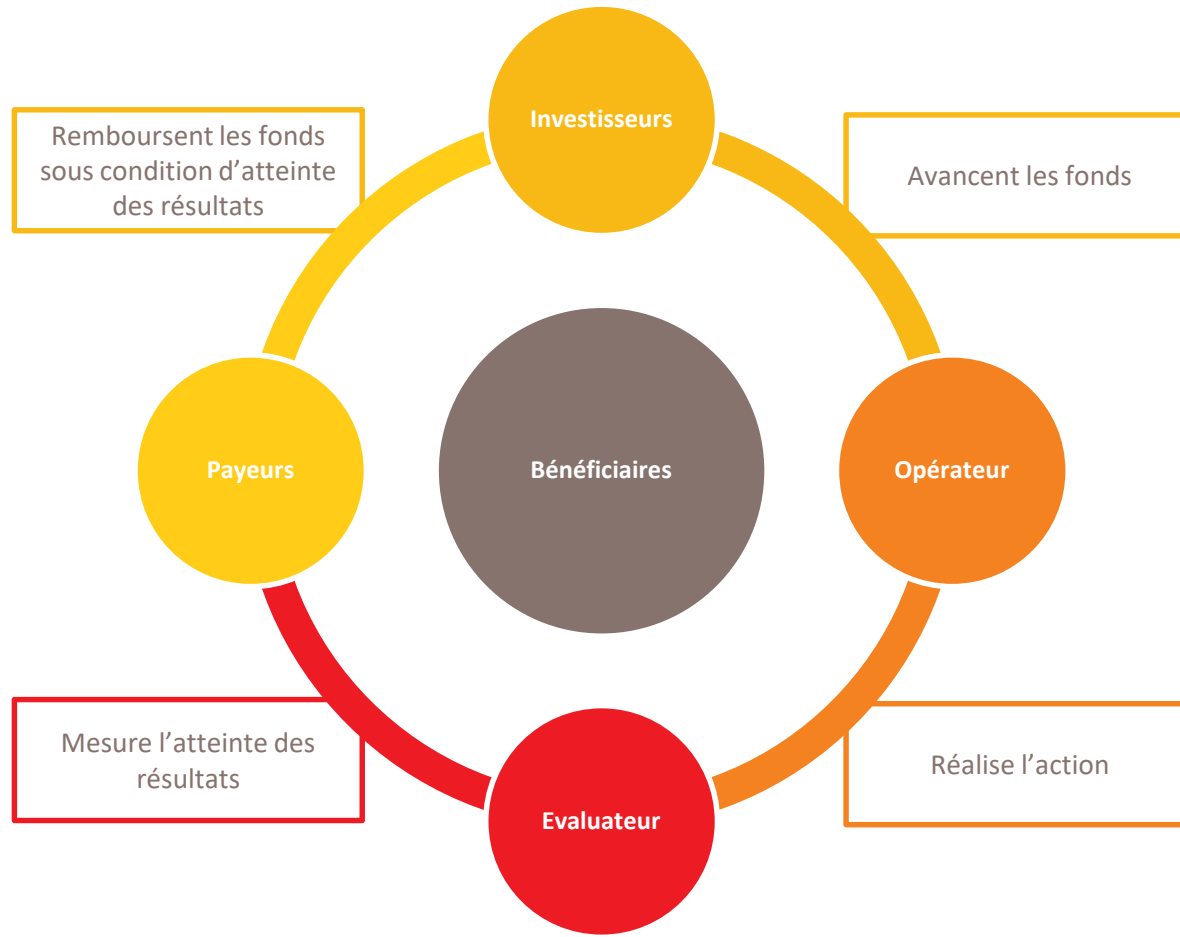 Investisseurs
Remboursent les fonds
sous condition d’atteinte
des résultats
Avancent les fonds
Payeurs
Bénéficiaires
Opérateur
Mesure l’atteinte des
résultats
Réalise l’action
Evaluateur